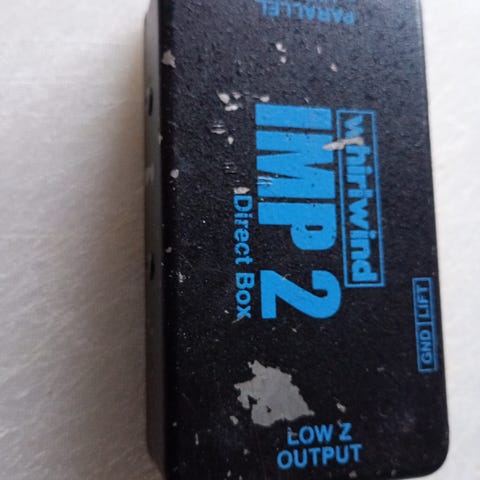 PARALLEL
whirlwind
IMP 2
Direct Box
GND LIFT
LOW Z
OUTPUT